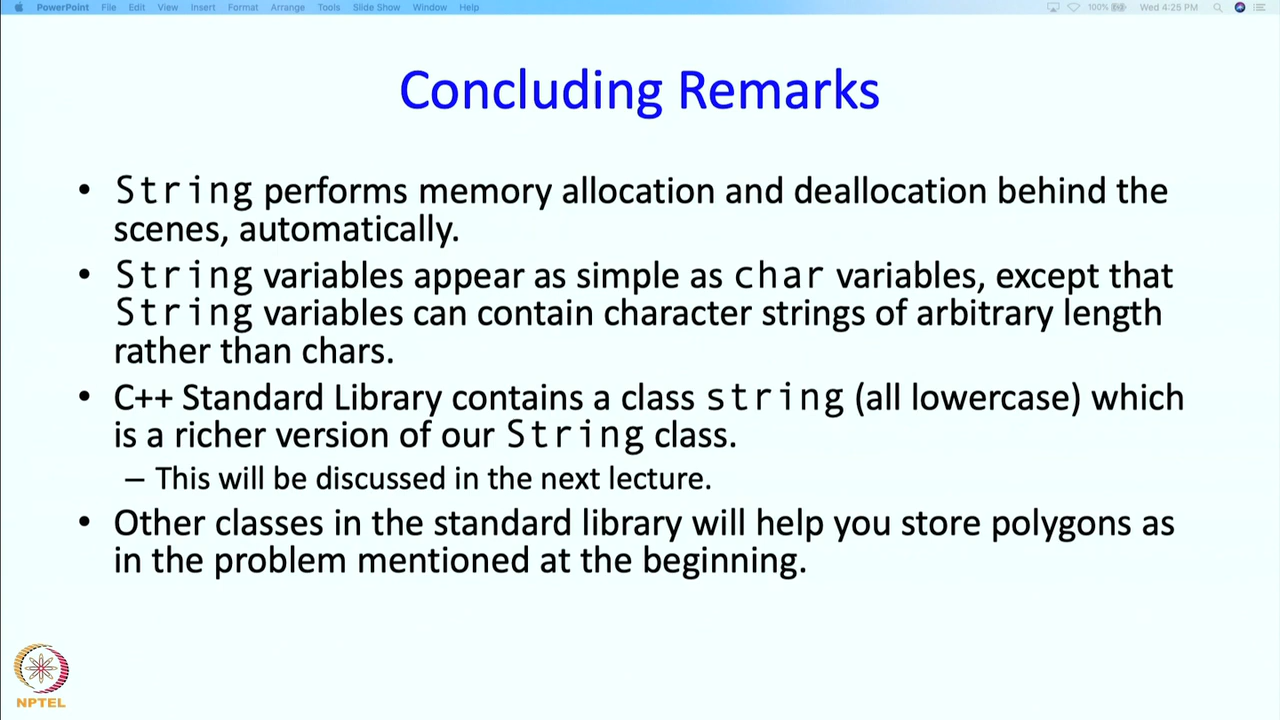 PowerPoint File Edit View Insert Format Arrange Tools Slide Show Window Help 100% Wed 4:25 PM
Concluding Remarks
• String performs memory allocation and deallocation behind the
scenes, automatically.
• String variables appear as simple as char variables, except that
String variables can contain character strings of arbitrary length
rather than chars.
• C++ Standard Library contains a class string (all lowercase) which
is a richer version of our String class.
– This will be discussed in the next lecture.
• Other classes in the standard library will help you store polygons as
in the problem mentioned at the beginning.
NPTEL